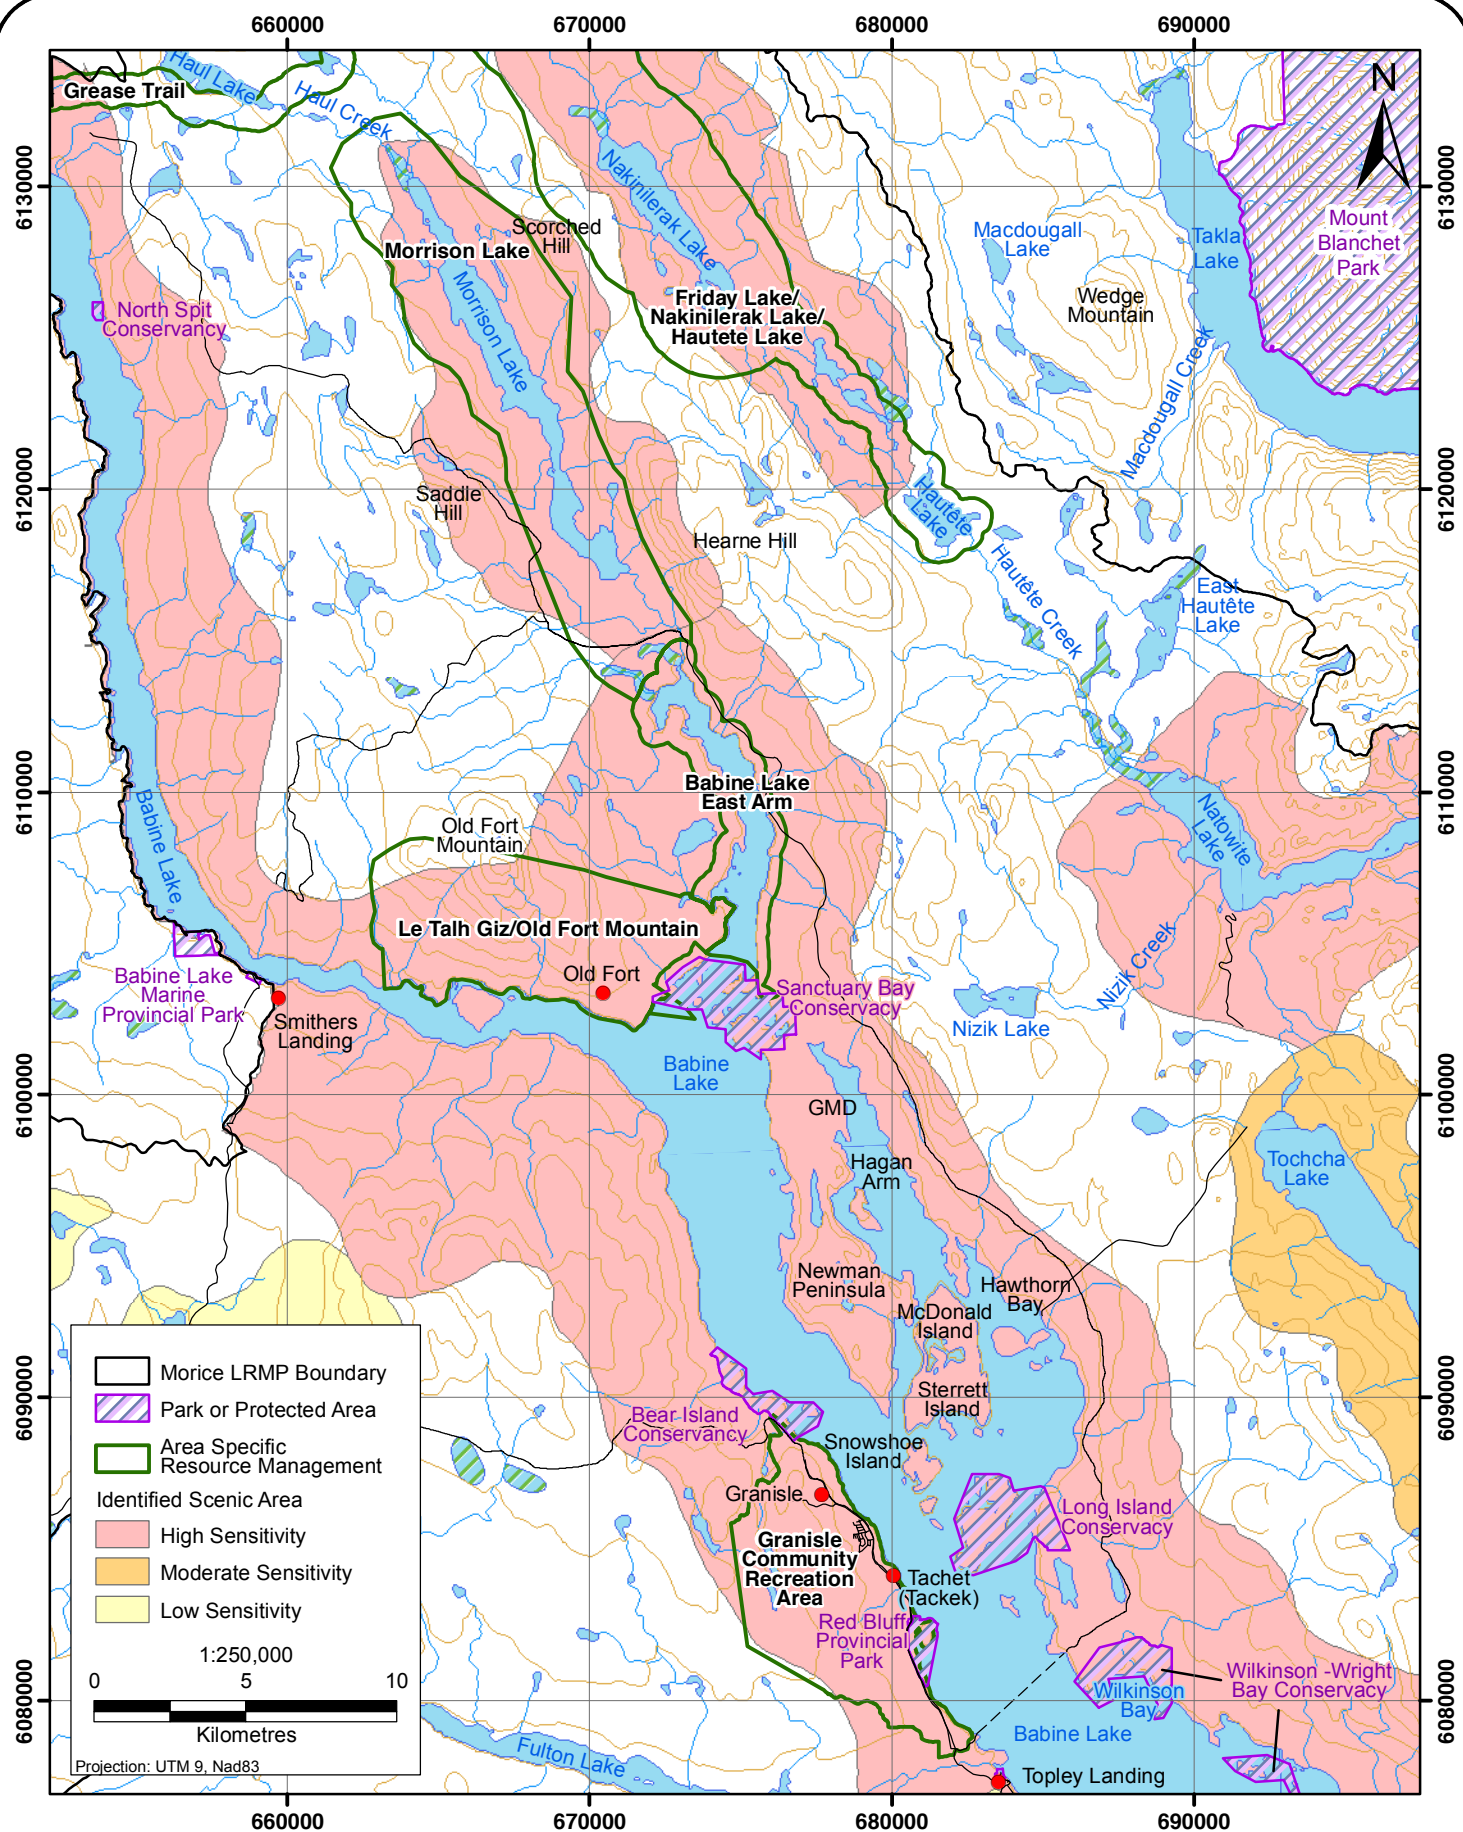 660000
670000
680000
690000
N
Haul Lake
Grease Trail
Haul Creek
6130000
6130000
Nakinilerak Lake
Scorched
Hill
Morrison Lake
Morrison Lake
Macdougall
Lake
Takla
Lake
Mount
Blanchet
Park
North Spit
Conservancy
Friday Lake/
Nakinilerak Lake/
Hautete Lake
Wedge
Mountain
Macdougall Creek
6120000
6120000
Saddle
Hill
Hautête
Lake
Hearne Hill
Hautête Creek
East
Hautête
Lake
6110000
6110000
Babine Lake
Babine Lake
East Arm
Old Fort
Mountain
Natowite
Lake
Le Talh Giz/Old Fort Mountain
Old Fort
Babine Lake
Marine
Provincial Park
Sanctuary Bay
Conservacy
Nizik Creek
Nizik Lake
Smithers
Landing
Babine
Lake
6100000
6100000
GMD
Hagan
Arm
Tochcha
Lake
Newman
Peninsula
Hawthorn
Bay
McDonald
Island
6090000
6090000
Sterrett
Island
Bear Island
Conservancy
Snowshoe
Island
Granisle
Long Island
Conservacy
Granisle
Community
Recreation
Area
Tachet
(Tackek)
Red Bluff
Provincial
Park
Wilkinson -Wright
Bay Conservacy
Wilkinson
Bay
6080000
6080000
Babine Lake
Fulton Lake
Topley Landing
Morice LRMP Boundary
Park or Protected Area
Area Specific
Resource Management
Identified Scenic Area
High Sensitivity
Moderate Sensitivity
Low Sensitivity
1:250,000
0
5
10
Kilometres
Projection: UTM 9, Nad83
660000
670000
680000
690000